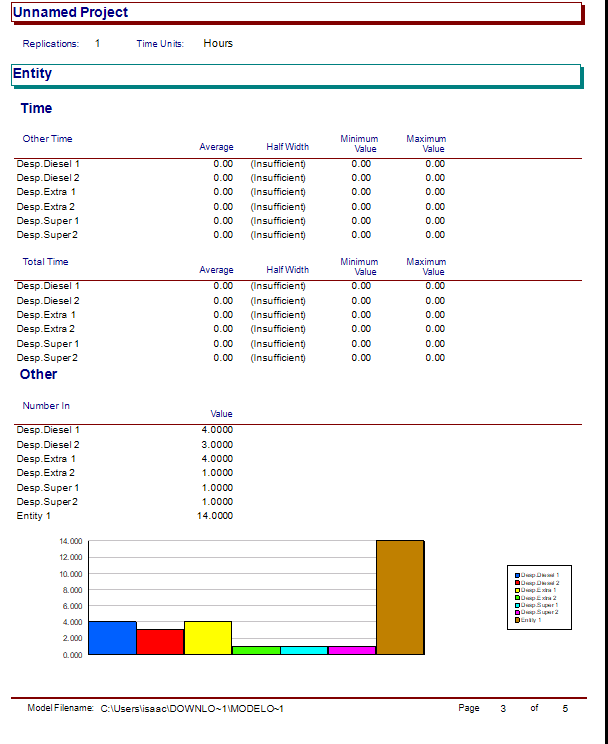 Unnamed Project
Replications: 1 Time Units: Hours
Entity
Time
Other Time Average Half Width Minimum Value Maximum Value
Desp.Diesel 1 0.00 (Insufficient) 0.00 0.00
Desp.Diesel 2 0.00 (Insufficient) 0.00 0.00
Desp.Extra 1 0.00 (Insufficient) 0.00 0.00
Desp.Extra 2 0.00 (Insufficient) 0.00 0.00
Desp.Super 1 0.00 (Insufficient) 0.00 0.00
Desp.Super 2 0.00 (Insufficient) 0.00 0.00
Total Time Average Half Width Minimum Value Maximum Value
Desp.Diesel 1 0.00 (Insufficient) 0.00 0.00
Desp.Diesel 2 0.00 (Insufficient) 0.00 0.00
Desp.Extra 1 0.00 (Insufficient) 0.00 0.00
Desp.Extra 2 0.00 (Insufficient) 0.00 0.00
Desp.Super 1 0.00 (Insufficient) 0.00 0.00
Desp.Super 2 0.00 (Insufficient) 0.00 0.00
Other
Number In Value
Desp.Diesel 1 4.0000
Desp.Diesel 2 3.0000
Desp.Extra 1 4.0000
Desp.Extra 2 1.0000
Desp.Super 1 1.0000
Desp.Super 2 1.0000
Entity 1 14.0000
14.000
12.000
10.000
8.000
6.000
4.000
2.000
0.000
Desp.Diesel 1
Desp.Diesel 2
Desp.Extra 1
Desp.Extra 2
Desp.Super 1
Desp.Super 2
Entity 1
Model Filename: C:\Users\isaac\DOWNLO~1\MODELO~1 Page 3 of 5